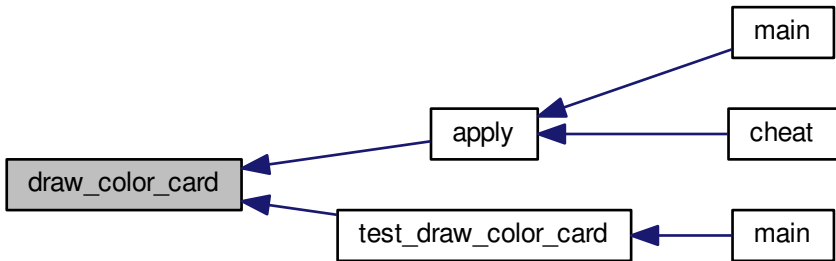 main
apply
cheat
draw_color_card
test_draw_color_card
main